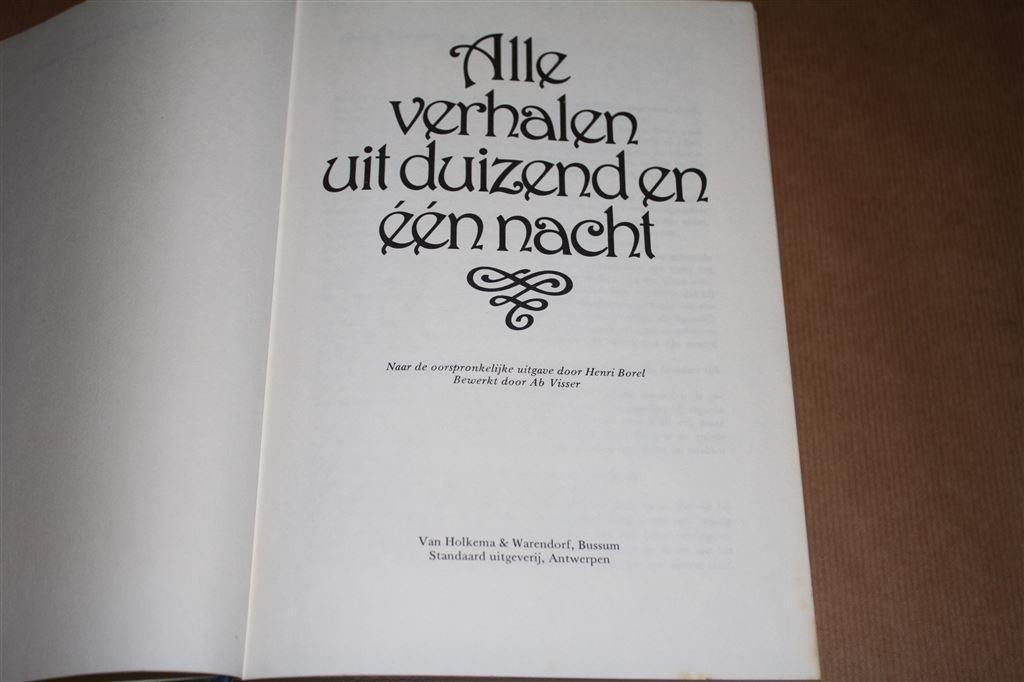 Alle
verhalen
uit duizend en
één nacht
Naar de oorspronkelijke uitgave door Henri Borel
Bewerkt door Ab Visser
Van Holkema & Warendorf, Bussum
Standaard uitgeverij, Antwerpen